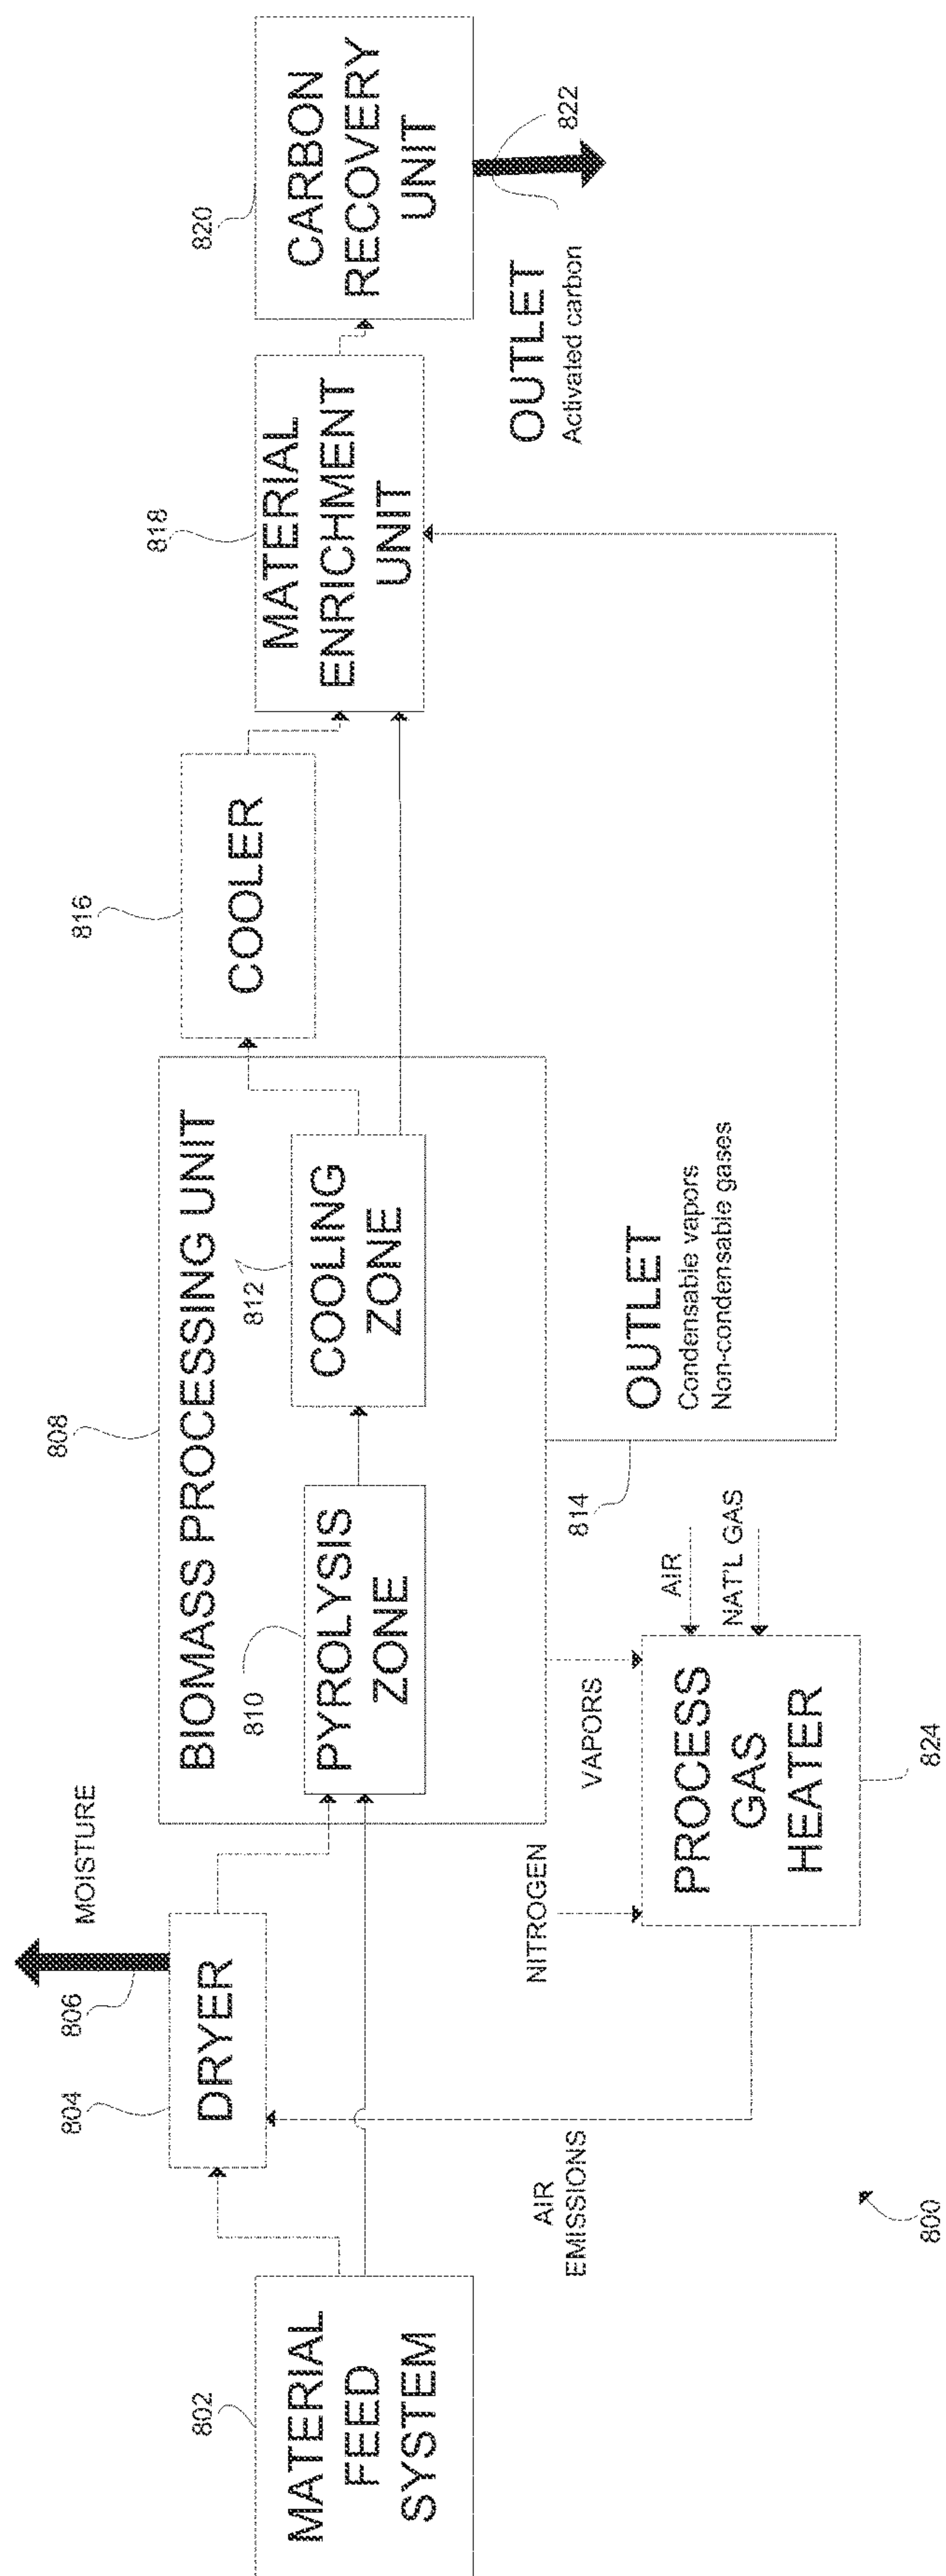 802
MATERIAL
FEED
SYSTEM
804
DRYER
806
MOISTURE
808
BIOMASS PROCESSING UNIT
810
PYROLYSIS
ZONE
812
COOLING
ZONE
816
COOLER
818
MATERIAL
ENRICHMENT
UNIT
820
CARBON
RECOVERY
UNIT
822
OUTLET
Activated carbon
814
OUTLET
Condensable vapors
Non-condensable gases
AIR
NAT'L GAS
VAPORS
NITROGEN
PROCESS
GAS
HEATER
824
AIR
EMISSIONS
800